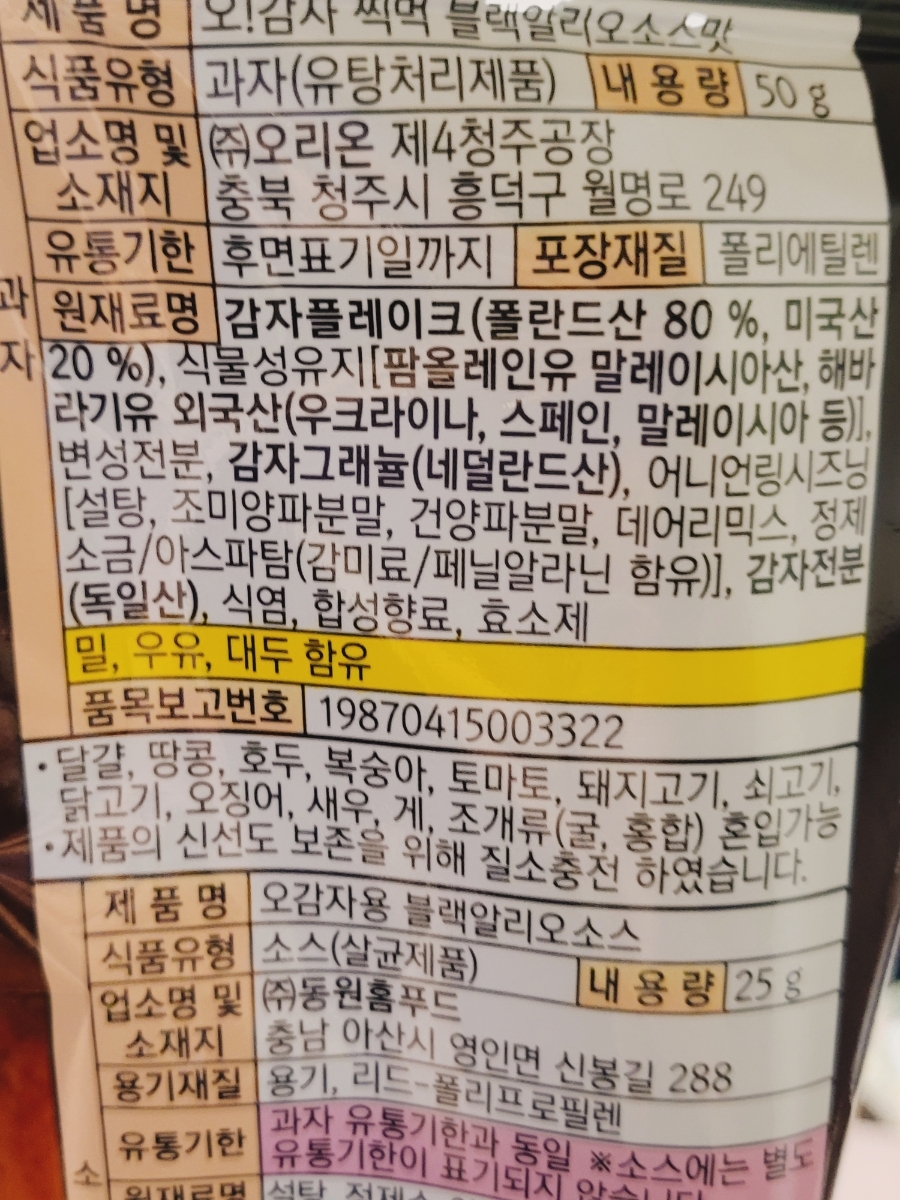 제 품 명 오!감자 찍먹 블랙알리오소스맛
식품유형 과자(유탕처리제품) 내 용 량 50 g
업소명 및 ㈜오리온 제4청주공장
소재지 충북 청주시 흥덕구 월명로 249
유통기한 후면표기일까지 포장재질 폴리에틸렌
과
자
원재료명 감자플레이크(폴란드산 80 %, 미국산
20 %), 식물성유지[팜올레인유 말레이시아산, 해바
라기유 외국산(우크라이나, 스페인, 말레이시아 등)],
변성전분, 감자그래뉼(네덜란드산), 어니언링시즈닝
[설탕, 조미양파분말, 건양파분말, 데어리믹스, 정제
소금/아스파탐(감미료/페닐알라닌 함유)], 감자전분
(독일산), 식염, 합성향료, 효소제
밀, 우유, 대두 함유
품목보고번호 19870415003322
·달걀, 땅콩, 호두, 복숭아, 토마토, 돼지고기, 쇠고기,
닭고기, 오징어, 새우, 게, 조개류(굴, 홍합) 혼입가능
·제품의 신선도 보존을 위해 질소충전 하였습니다.
제 품 명 오감자용 블랙알리오소스
식품유형 소스(살균제품) 내 용 량 25 g
업소명 및 ㈜동원홈푸드
소재지 충남 아산시 영인면 신봉길 288
용기재질 용기, 리드-폴리프로필렌
유통기한 과자 유통기한과 동일 ※소스에는 별도
유통기한이 표기되지 않습니다
소
원재료명 설탕, 정제소